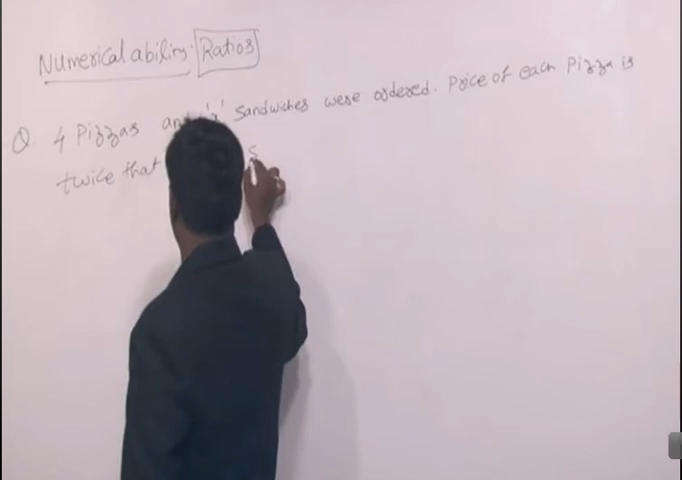 Numerical ability: Ratios
Q. 4 Pizzas and 'x' Sandwiches were ordered. Price of each Pizza is
twice that S